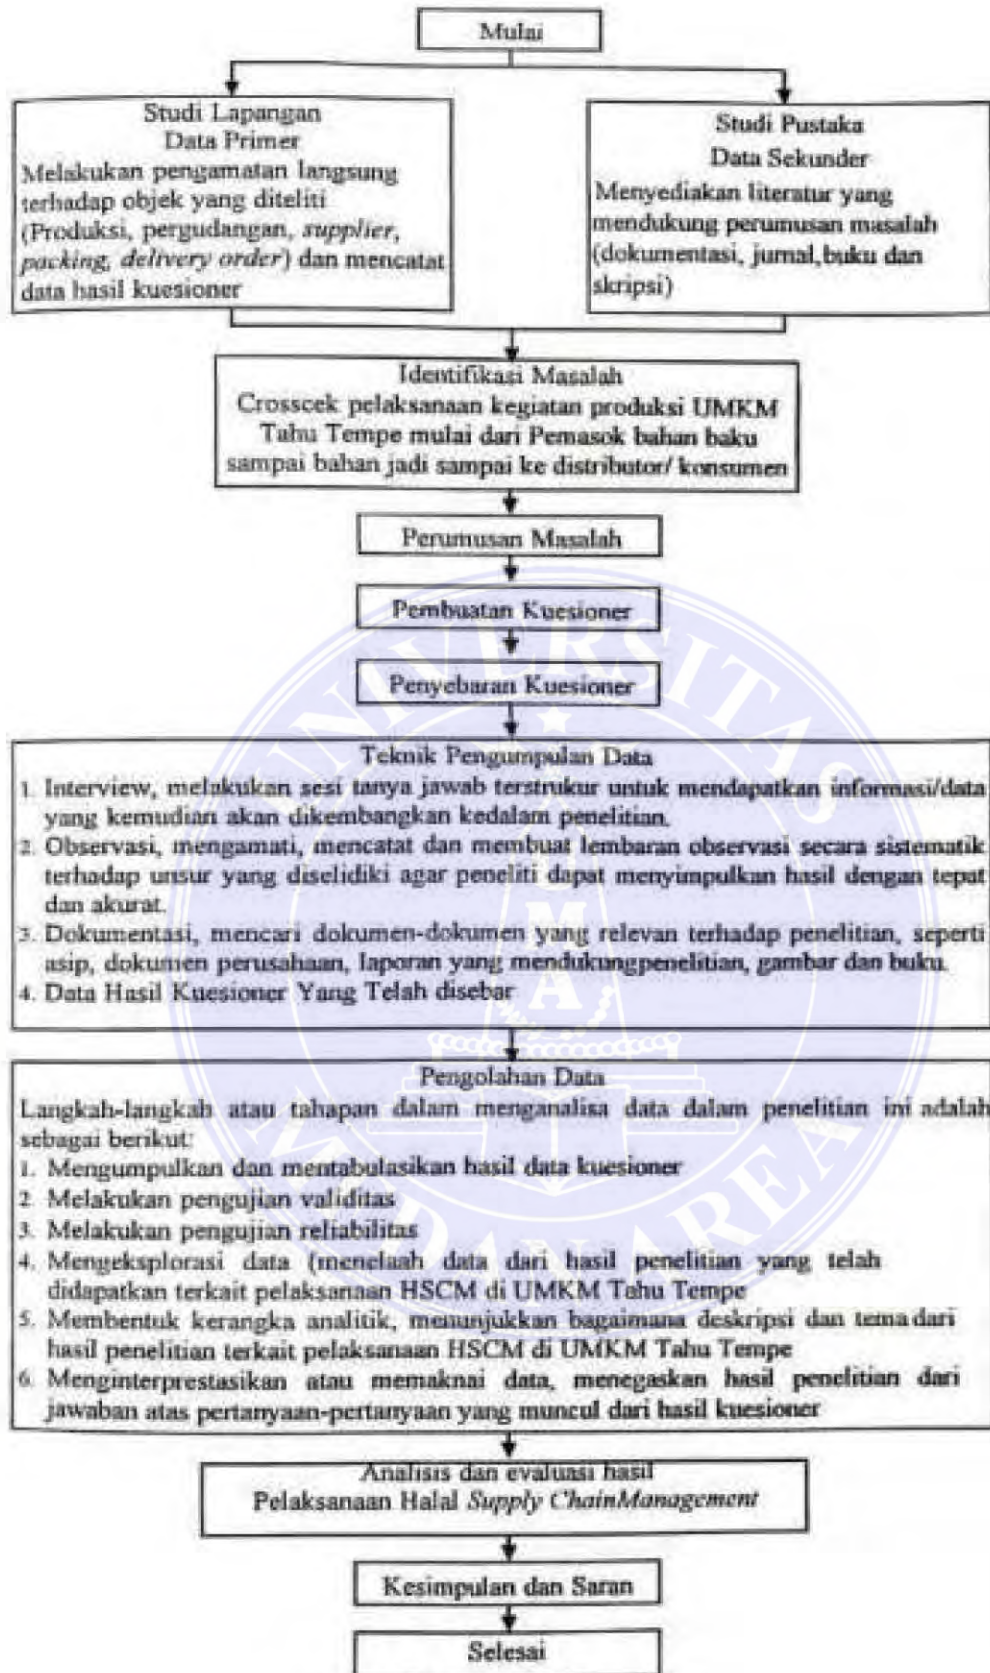 Mulai
Studi Lapangan
Data Primer
Melakukan pengamatan langsung
terhadap objek yang diteliti
(Produksi, pergudangan, supplier,
packing, delivery order) dan mencatat
data hasil kuesioner
Studi Pustaka
Data Sekunder
Menyediakan literatur yang
mendukung perumusan masalah
(dokumentasi, jurnal,buku dan
skripsi)
Identifikasi Masalah
Crosscek pelaksanaan kegiatan produksi UMKM
Tahu Tempe mulai dari Pemasok bahan baku
sampai bahan jadi sampai ke distributor/ konsumen
Perumusan Masalah
Pembuatan Kuesioner
Penyebaran Kuesioner
Teknik Pengumpulan Data
1. Interview, melakukan sesi tanya jawab terstrukur untuk mendapatkan informasi/data
yang kemudian akan dikembangkan kedalam penelitian.
2. Observasi, mengamati, mencatat dan membuat lembaran observasi secara sistematik
terhadap unsur yang diselidiki agar peneliti dapat menyimpulkan hasil dengan tepat
dan akurat.
3. Dokumentasi, mencari dokumen-dokumen yang relevan terhadap penelitian, seperti
asip, dokumen perusahaan, laporan yang mendukungpenelitian, gambar dan buku.
4. Data Hasil Kuesioner Yang Telah disebar
Pengolahan Data
Langkah-langkah atau tahapan dalam menganalisa data dalam penelitian ini adalah
sebagai berikut:
1. Mengumpulkan dan mentabulasikan hasil data kuesioner
2. Melakukan pengujian validitas
3. Melakukan pengujian reliabilitas
4. Mengeksplorasi data (menelaah data dari hasil penelitian yang telah
didapatkan terkait pelaksanaan HSCM di UMKM Tahu Tempe
5. Membentuk kerangka analitik, menunjukkan bagaimana deskripsi dan tema dari
hasil penelitian terkait pelaksanaan HSCM di UMKM Tahu Tempe
6. Menginterprestasikan atau memaknai data, menegaskan hasil penelitian dari
jawaban atas pertanyaan-pertanyaan yang muncul dari hasil kuesioner
Analisis dan evaluasi hasil
Pelaksanaan Halal Supply ChainManagement
Kesimpulan dan Saran
Selesai
UNIVERSITAS
MEDAN AREA
UMA